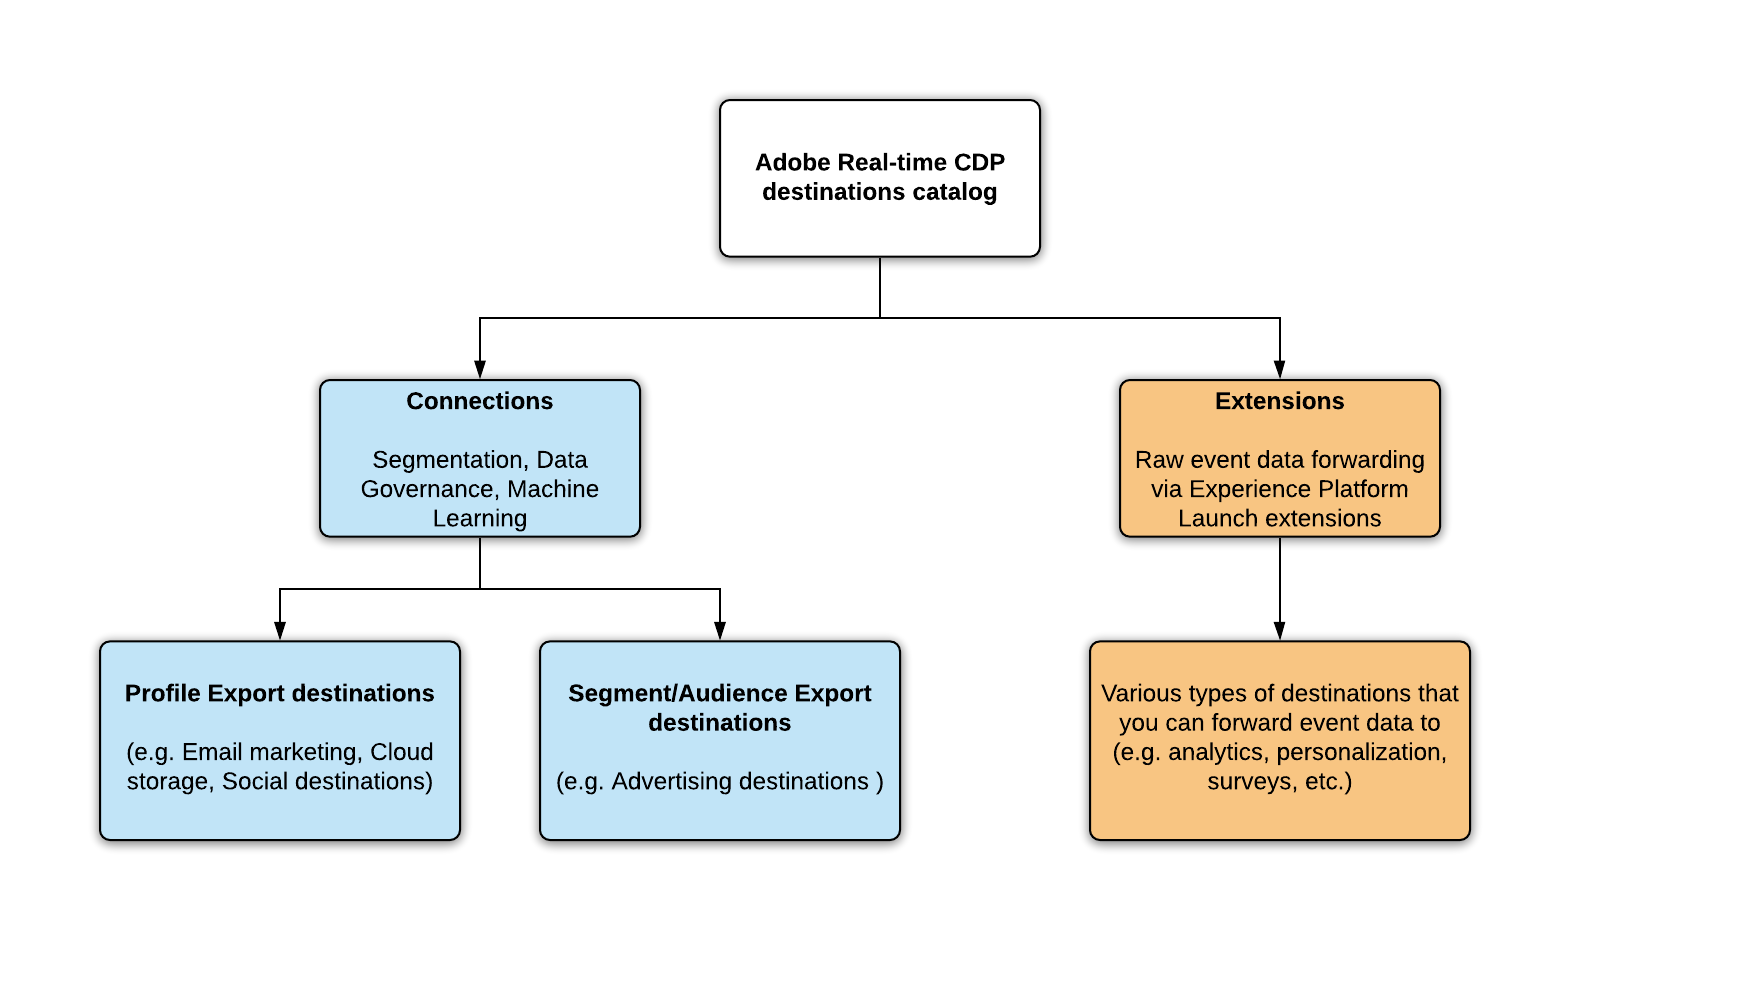 Adobe Real-time CDP
destinations catalog
Connections
Segmentation, Data
Governance, Machine
Learning
Extensions
Raw event data forwarding
via Experience Platform
Launch extensions
Profile Export destinations
(e.g. Email marketing, Cloud
storage, Social destinations)
Segment/Audience Export
destinations
(e.g. Advertising destinations )
Various types of destinations that
you can forward event data to
(e.g. analytics, personalization,
surveys, etc.)